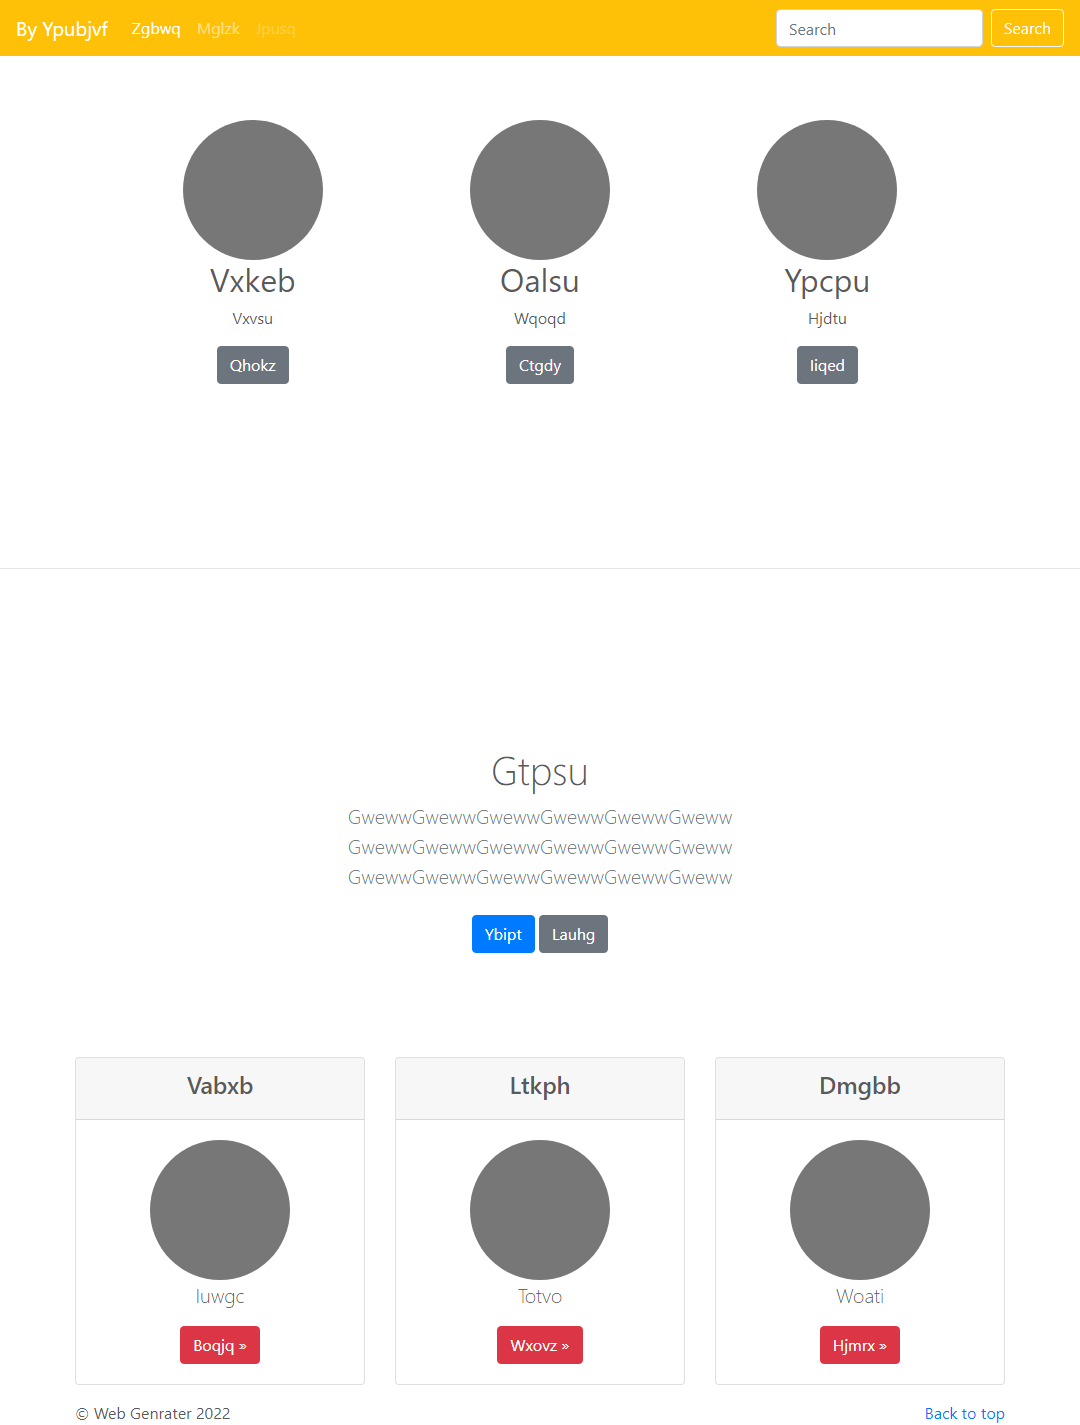 By Ypubjvf Zgbwq Mglzk Jpusq Search Search
Vxkeb Oalsu Ypcpu
Vxvsu Wqoqd Hjdtu
Qhokz Ctgdy Iiqed
Gtpsu
GwewwGwewwGwewwGwewwGwewwGweww
GwewwGwewwGwewwGwewwGwewwGweww
GwewwGwewwGwewwGwewwGwewwGweww
Ybipt Lauhg
Vabxb Ltkph Dmgbb
Iuwgc Totvo Woati
Boqjq » Wxovz » Hjmrx »
© Web Genrater 2022 Back to top